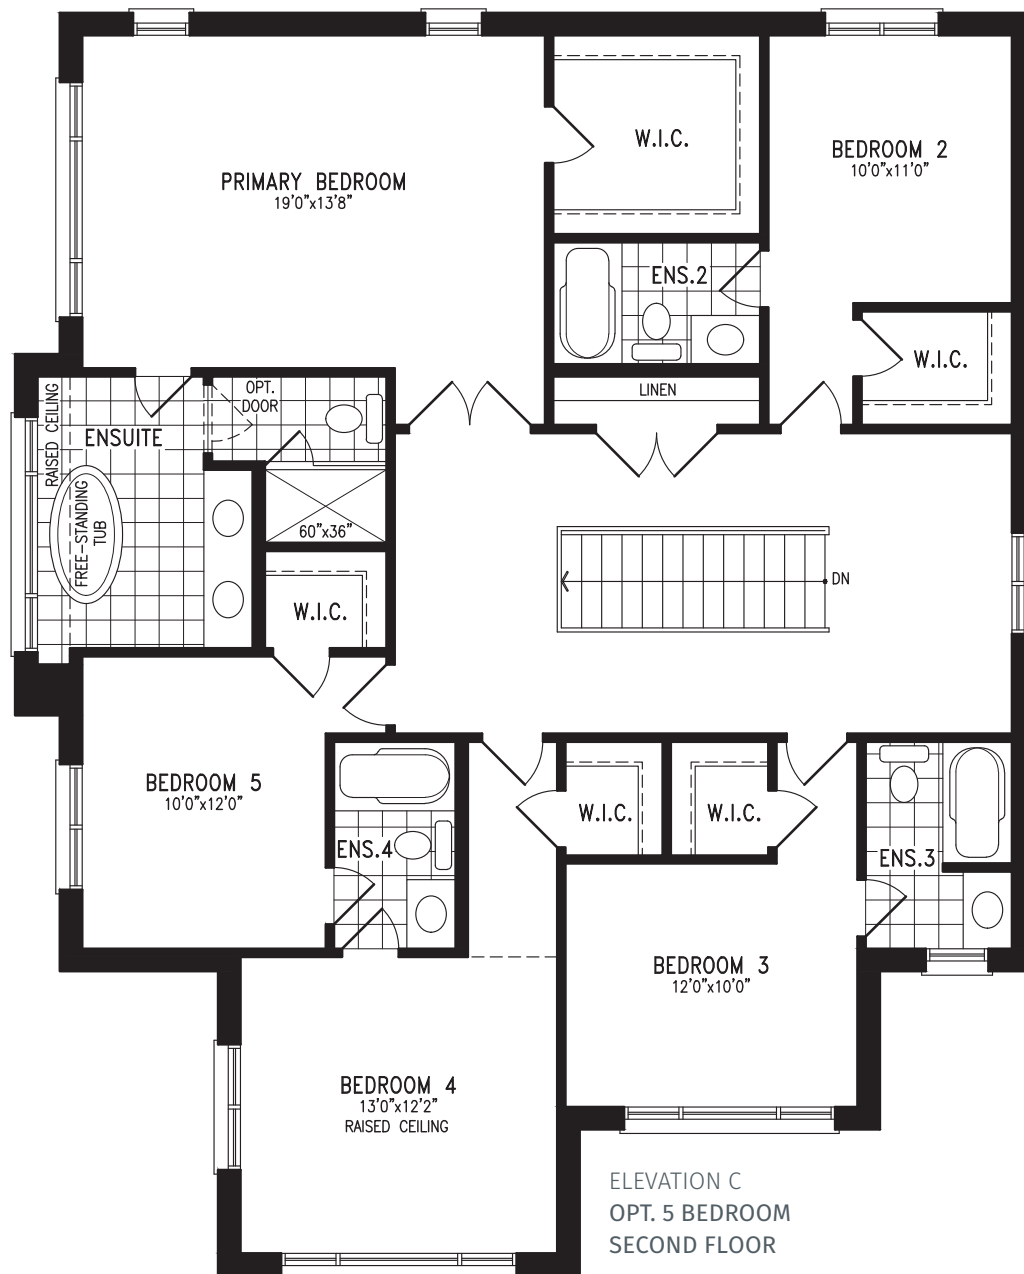 PRIMARY BEDROOM
19'0"x13'8"
W.I.C.
BEDROOM 2
10'0"x11'0"
ENS.2
W.I.C.
LINEN
OPT.
DOOR
RAISED CEILING
ENSUITE
FREE-STANDING
TUB
60"x36"
W.I.C.
DN
BEDROOM 5
10'0"x12'0"
ENS.4
W.I.C.
W.I.C.
ENS.3
BEDROOM 3
12'0"x10'0"
BEDROOM 4
13'0"x12'2"
RAISED CEILING
ELEVATION C
OPT. 5 BEDROOM
SECOND FLOOR